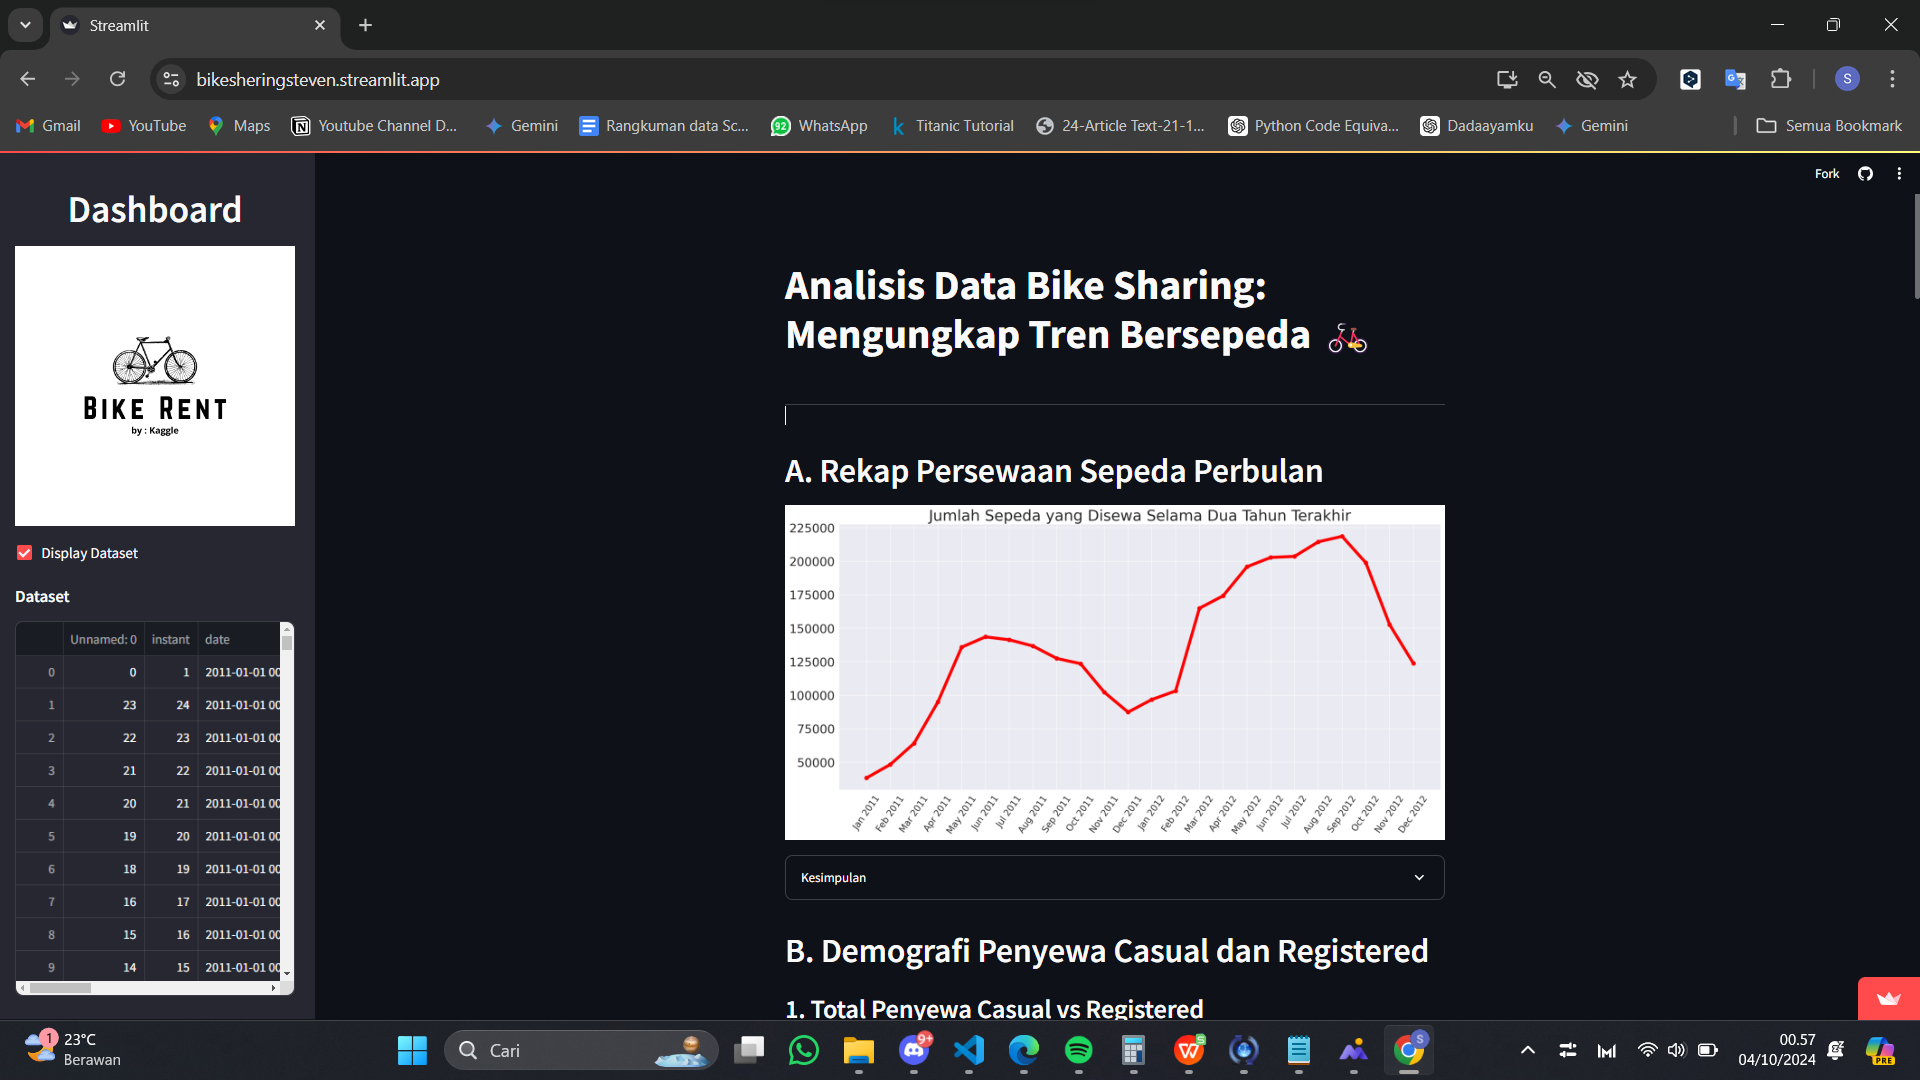 Streamlit
bikesheringsteven.streamlit.app
Gmail
YouTube
Maps
Youtube Channel D...
Gemini
Rangkuman data Sc...
92
WhatsApp
Titanic Tutorial
24-Article Text-21-1...
Python Code Equiva...
Dadaayamku
Gemini
Semua Bookmark
S
Fork
Dashboard
BIKE RENT
by : Kaggle
Display Dataset
Dataset
Unnamed: 0 instant date
0 0 1 2011-01-01 00
1 23 24 2011-01-01 00
2 22 23 2011-01-01 00
3 21 22 2011-01-01 00
4 20 21 2011-01-01 00
5 19 20 2011-01-01 00
6 18 19 2011-01-01 00
7 16 17 2011-01-01 00
8 15 16 2011-01-01 00
9 14 15 2011-01-01 00
Analisis Data Bike Sharing:
Mengungkap Tren Bersepeda
A. Rekap Persewaan Sepeda Perbulan
Jumlah Sepeda yang Disewa Selama Dua Tahun Terakhir
225000
200000
175000
150000
125000
100000
75000
50000
Jan 2011
Feb 2011
Mar 2011
Apr 2011
May 2011
Jun 2011
Jul 2011
Aug 2011
Sep 2011
Oct 2011
Nov 2011
Dec 2011
Jan 2012
Feb 2012
Mar 2012
Apr 2012
May 2012
Jun 2012
Jul 2012
Aug 2012
Sep 2012
Oct 2012
Nov 2012
Dec 2012
Kesimpulan
B. Demografi Penyewa Casual dan Registered
1. Total Penyewa Casual vs Registered
1
23°C
Berawan
Cari
9+
S
00.57
04/10/2024
PRE